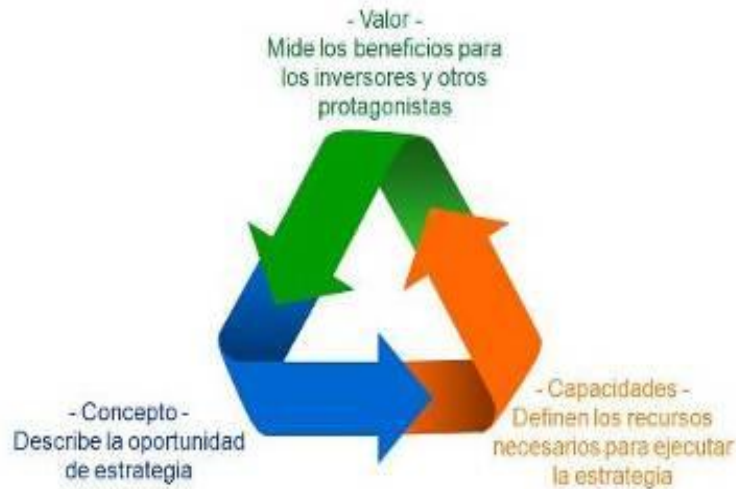 - Valor -
Mide los beneficios para
los inversores y otros
protagonistas
- Concepto -
Describe la oportunidad
de estrategia
- Capacidades -
Definen los recursos
necesarios para ejecutar
la estrategia